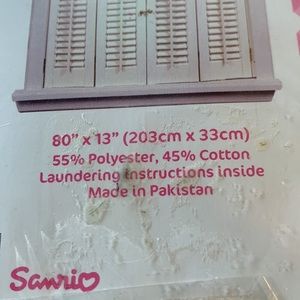 80” x 13” (203cm x 33cm)
55% Polyester, 45% Cotton
Laundering Instructions inside
Made in Pakistan
Sanrio